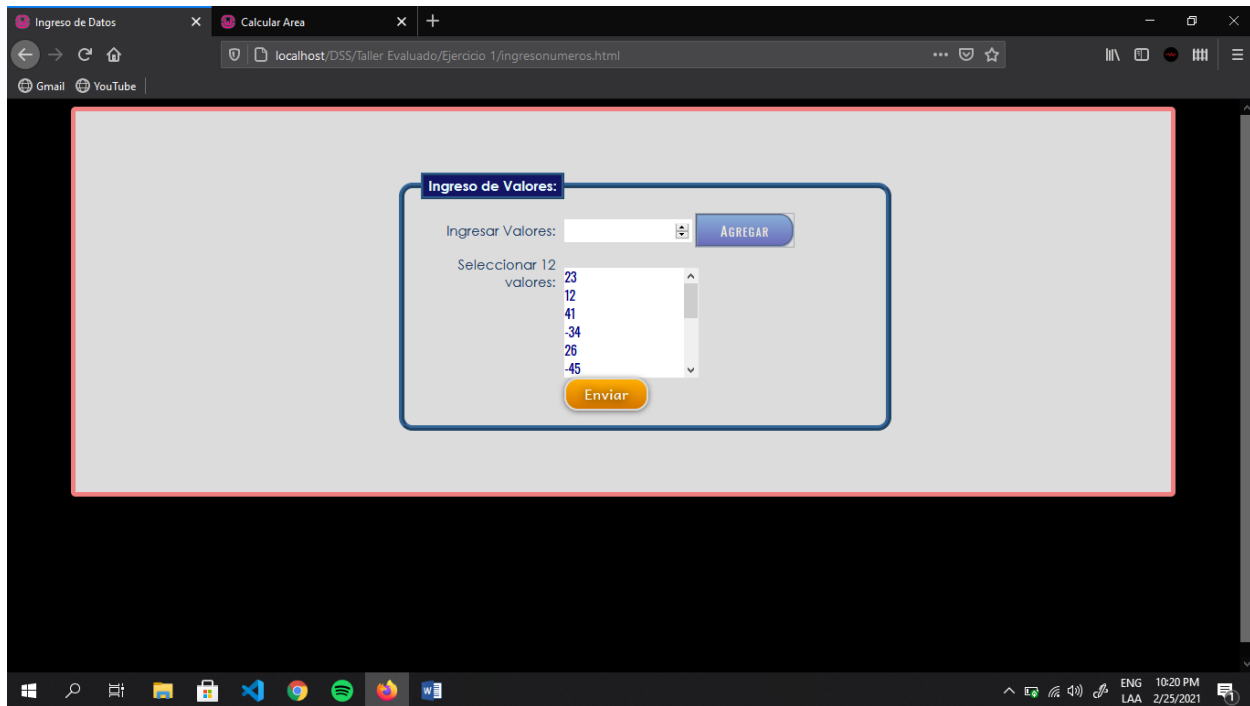 Ingreso de Datos
Calcular Area
localhost/DSS/Taller Evaluado/Ejercicio 1/ingresonumeros.html
Gmail YouTube
Ingreso de Valores:
Ingresar Valores: AGREGAR
Seleccionar 12
valores:
23
12
41
-34
26
-45
Enviar
ENG 10:20 PM
LAA 2/25/2021